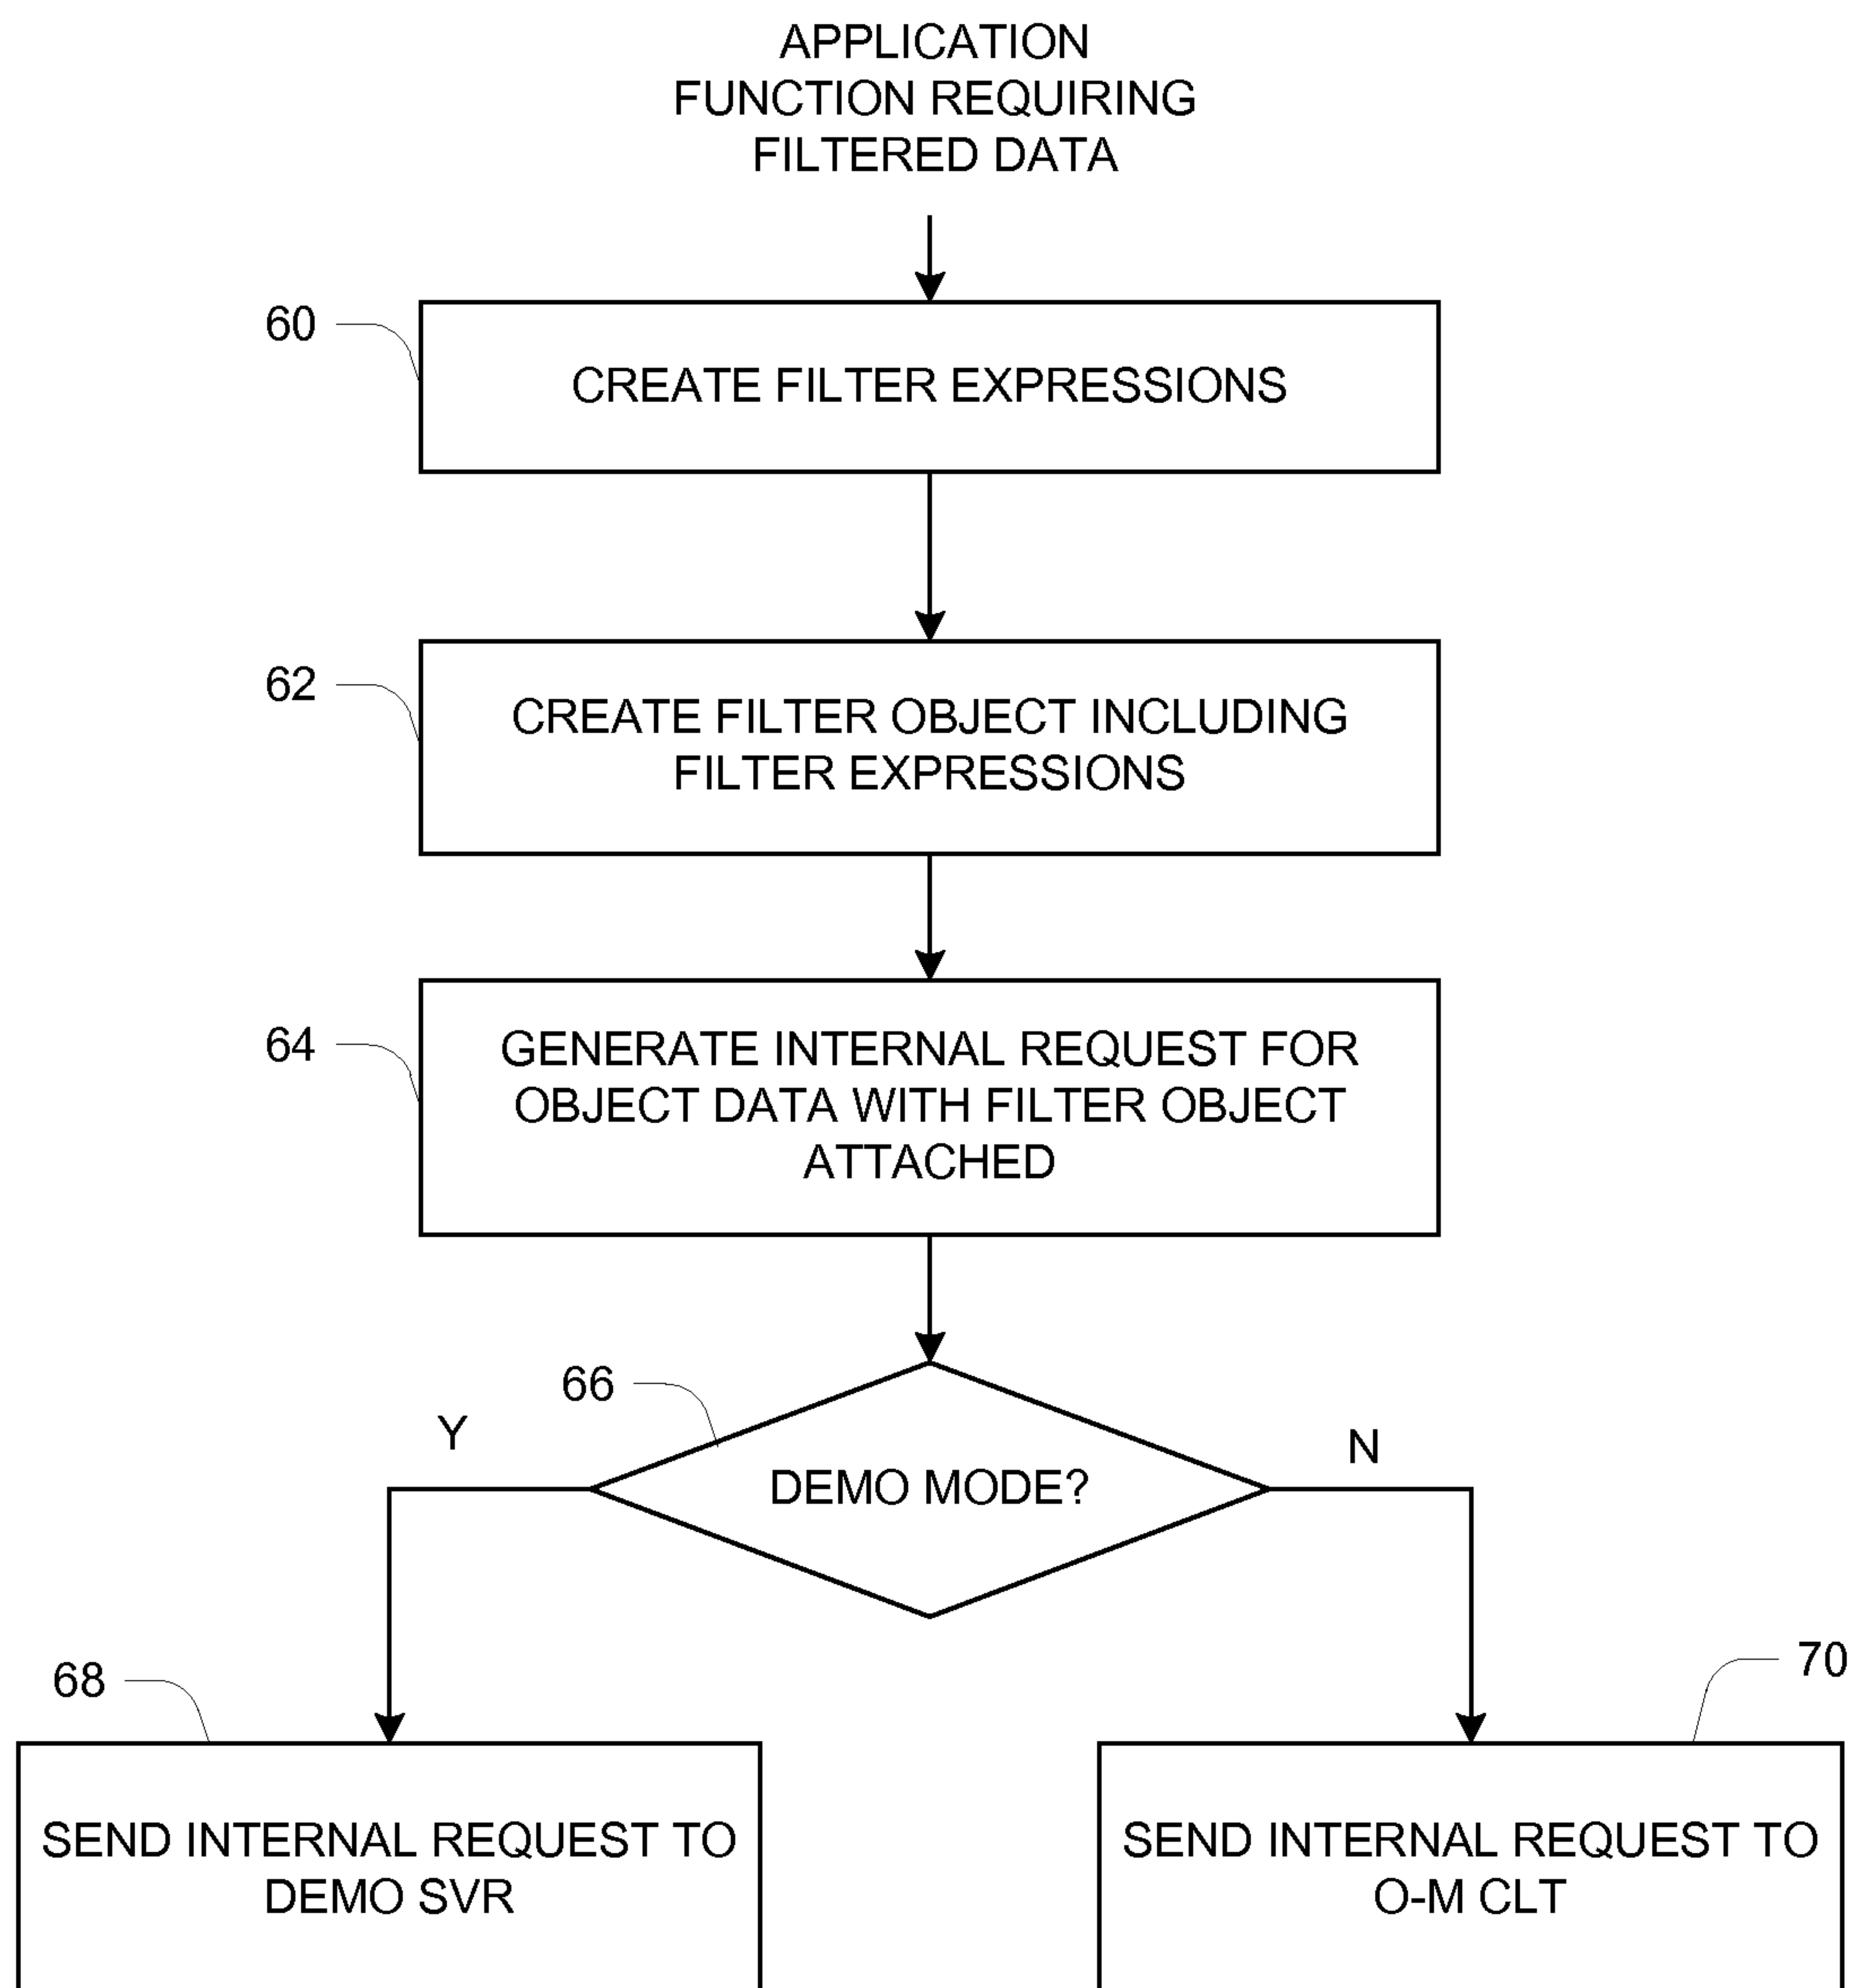 APPLICATION
FUNCTION REQUIRING
FILTERED DATA
60
CREATE FILTER EXPRESSIONS
62
CREATE FILTER OBJECT INCLUDING
FILTER EXPRESSIONS
64
GENERATE INTERNAL REQUEST FOR
OBJECT DATA WITH FILTER OBJECT
ATTACHED
66
Y
N
DEMO MODE?
68
70
SEND INTERNAL REQUEST TO
DEMO SVR
SEND INTERNAL REQUEST TO
O-M CLT